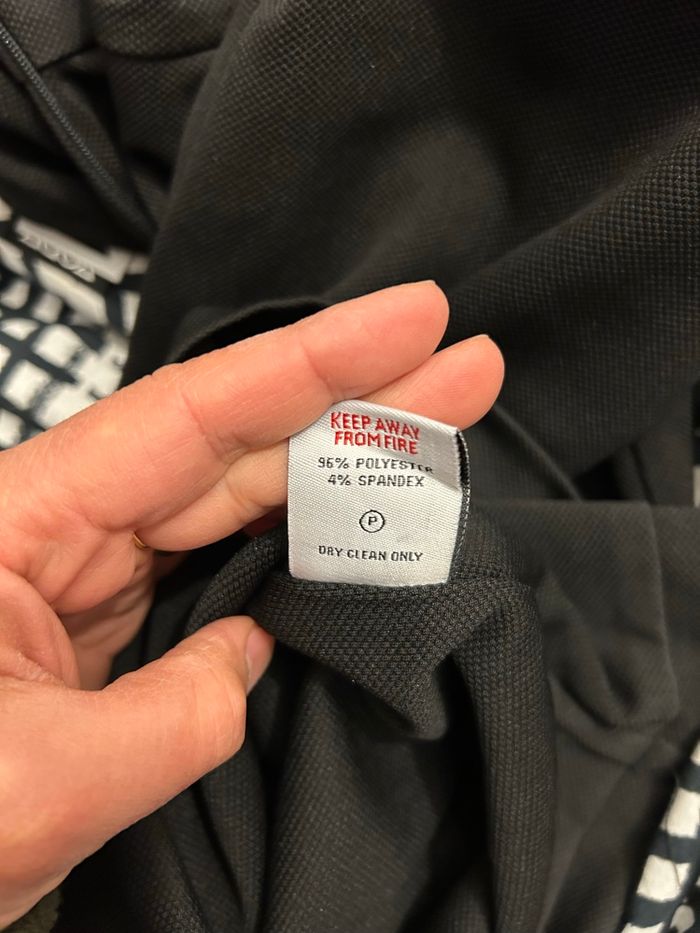 KEEP AWAY
FROM FIRE
96% POLYESTER
4% SPANDEX
P
DRY CLEAN ONLY